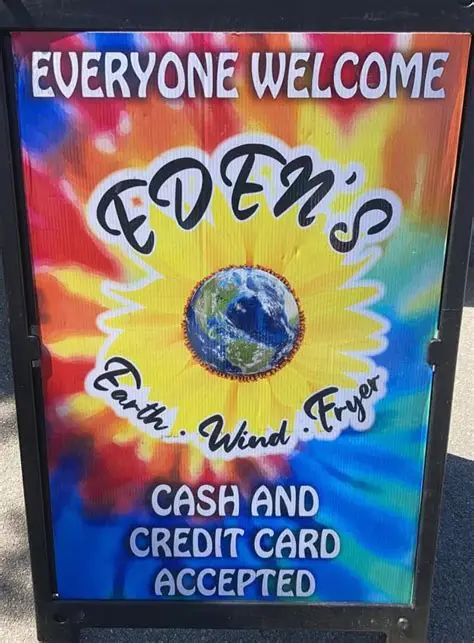 EVERYONE WELCOME
EDEN'S
Earth . Wind . Fryer
CASH AND
CREDIT CARD
ACCEPTED